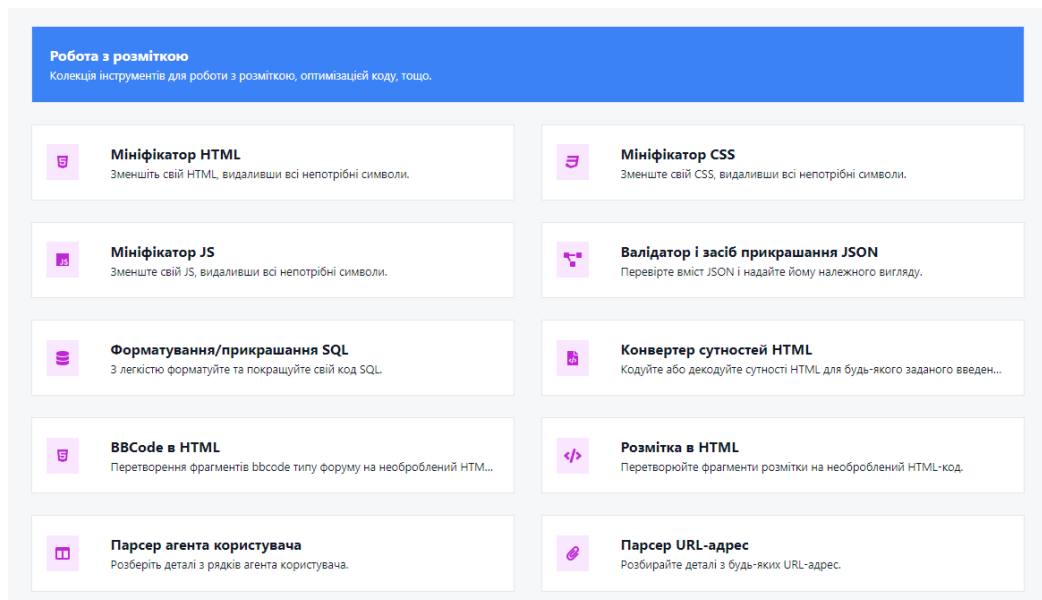 Робота з розміткою
Колекція інструментів для роботи з розміткою, оптимізацією коду, тощо.
Мініфікатор HTML
Зменшіть свій HTML, видаливши всі непотрібні символи.
Мініфікатор CSS
Зменште свій CSS, видаливши всі непотрібні символи.
Мініфікатор JS
Зменште свій JS, видаливши всі непотрібні символи.
Валідатор і засіб прикрашання JSON
Перевірте вміст JSON і надайте йому належного вигляду.
Форматування/прикрашання SQL
З легкістю форматуйте та покращуйте свій код SQL.
Конвертер сутностей HTML
Кодуйте або декодуйте сутності HTML для будь-якого заданого введен...
BBCode в HTML
Перетворення фрагментів bbcode типу форуму на необроблений HTM...
Розмітка в HTML
Перетворюйте фрагменти розмітки на необроблений HTML-код.
Парсер агента користувача
Розберіть деталі з рядків агента користувача.
Парсер URL-адрес
Розбирайте деталі з будь-яких URL-адрес.